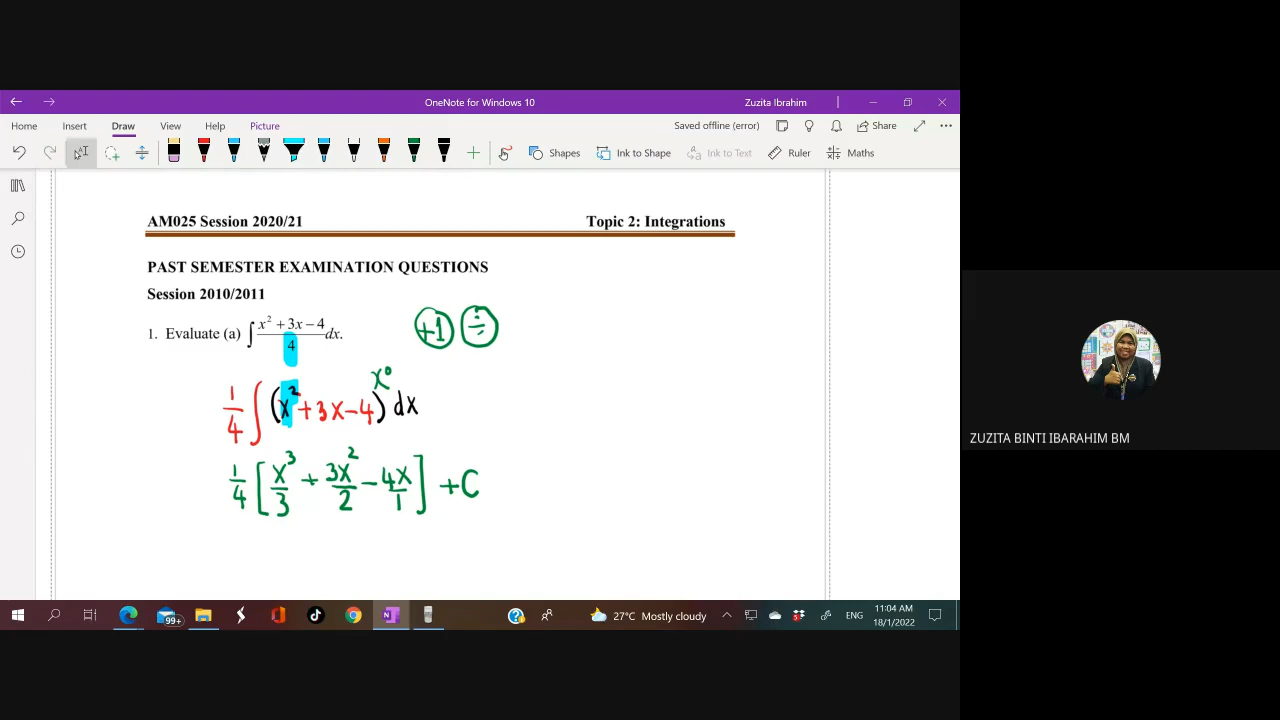 OneNote for Windows 10
Zuzita Ibrahim
Home Insert Draw View Help Picture
Saved offline (error) Share
Shapes Ink to Shape Ink to Text Ruler Maths
AM025 Session 2020/21 Topic 2: Integrations
PAST SEMESTER EXAMINATION QUESTIONS
Session 2010/2011
1. Evaluate (a) ∫ (x² + 3x − 4)/4 dx.
+1 ÷
x⁰
1/4 ∫ (x² + 3x − 4) dx
1/4 [x³/3 + 3x²/2 − 4x/1] + C
ZUZITA BINTI IBARAHIM BM
99+
27°C Mostly cloudy
ENG
11:04 AM
18/1/2022